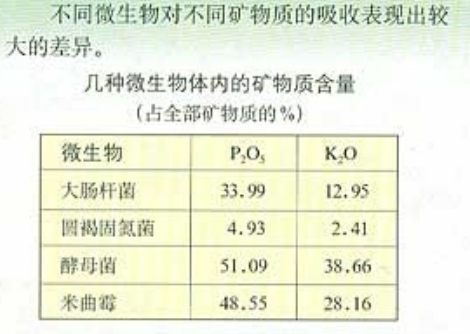 不同微生物对不同矿物质的吸收表现出较
大的差异。
几种微生物体内的矿物质含量
(占全部矿物质的%)
微生物 P₂O₅ K₂O
大肠杆菌 33.99 12.95
圆褐固氮菌 4.93 2.41
酵母菌 51.09 38.66
米曲霉 48.55 28.16